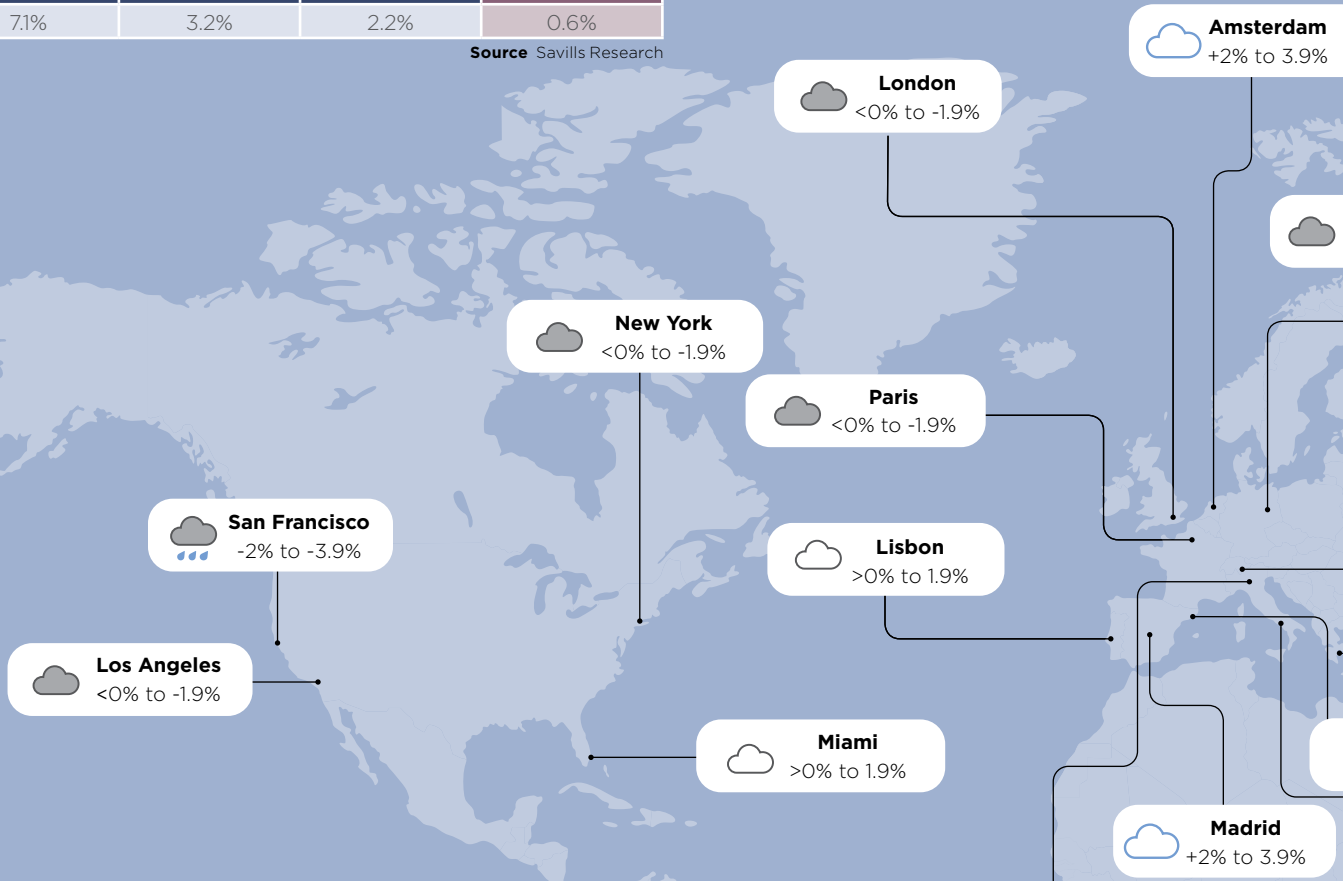 7.1% 3.2% 2.2% 0.6%
Source Savills Research
Amsterdam
+2% to 3.9%
London
<0% to -1.9%
New York
<0% to -1.9%
Paris
<0% to -1.9%
San Francisco
-2% to -3.9%
Lisbon
>0% to 1.9%
Los Angeles
<0% to -1.9%
Miami
>0% to 1.9%
Madrid
+2% to 3.9%